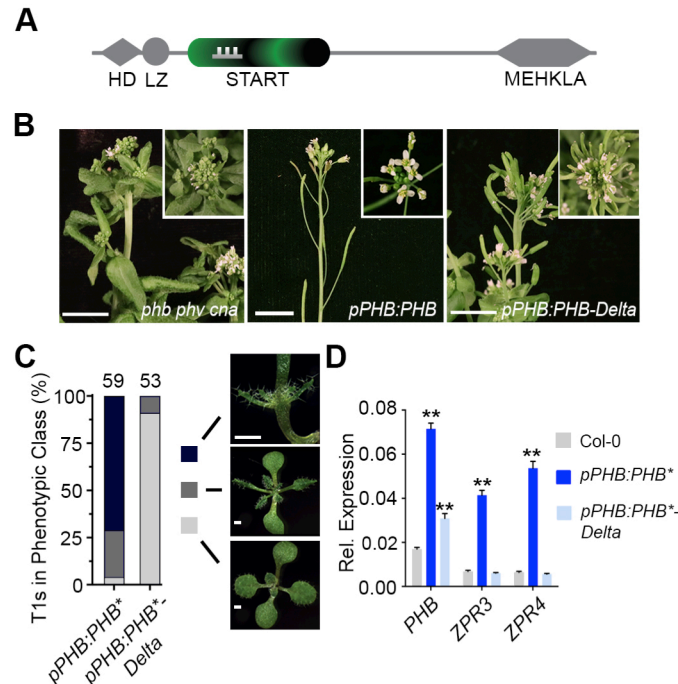 A
HD LZ START MEHKLA
B
phb phv cna pPHB:PHB pPHB:PHB-Delta
C
59 53
T1s in Phenotypic Class (%)
100
75
50
25
0
pPHB:PHB*
pPHB:PHB*-
Delta
D
Rel. Expression
0.08
0.06
0.04
0.02
0.00
**
**
**
**
PHB ZPR3 ZPR4
Col-0
pPHB:PHB*
pPHB:PHB*-
Delta